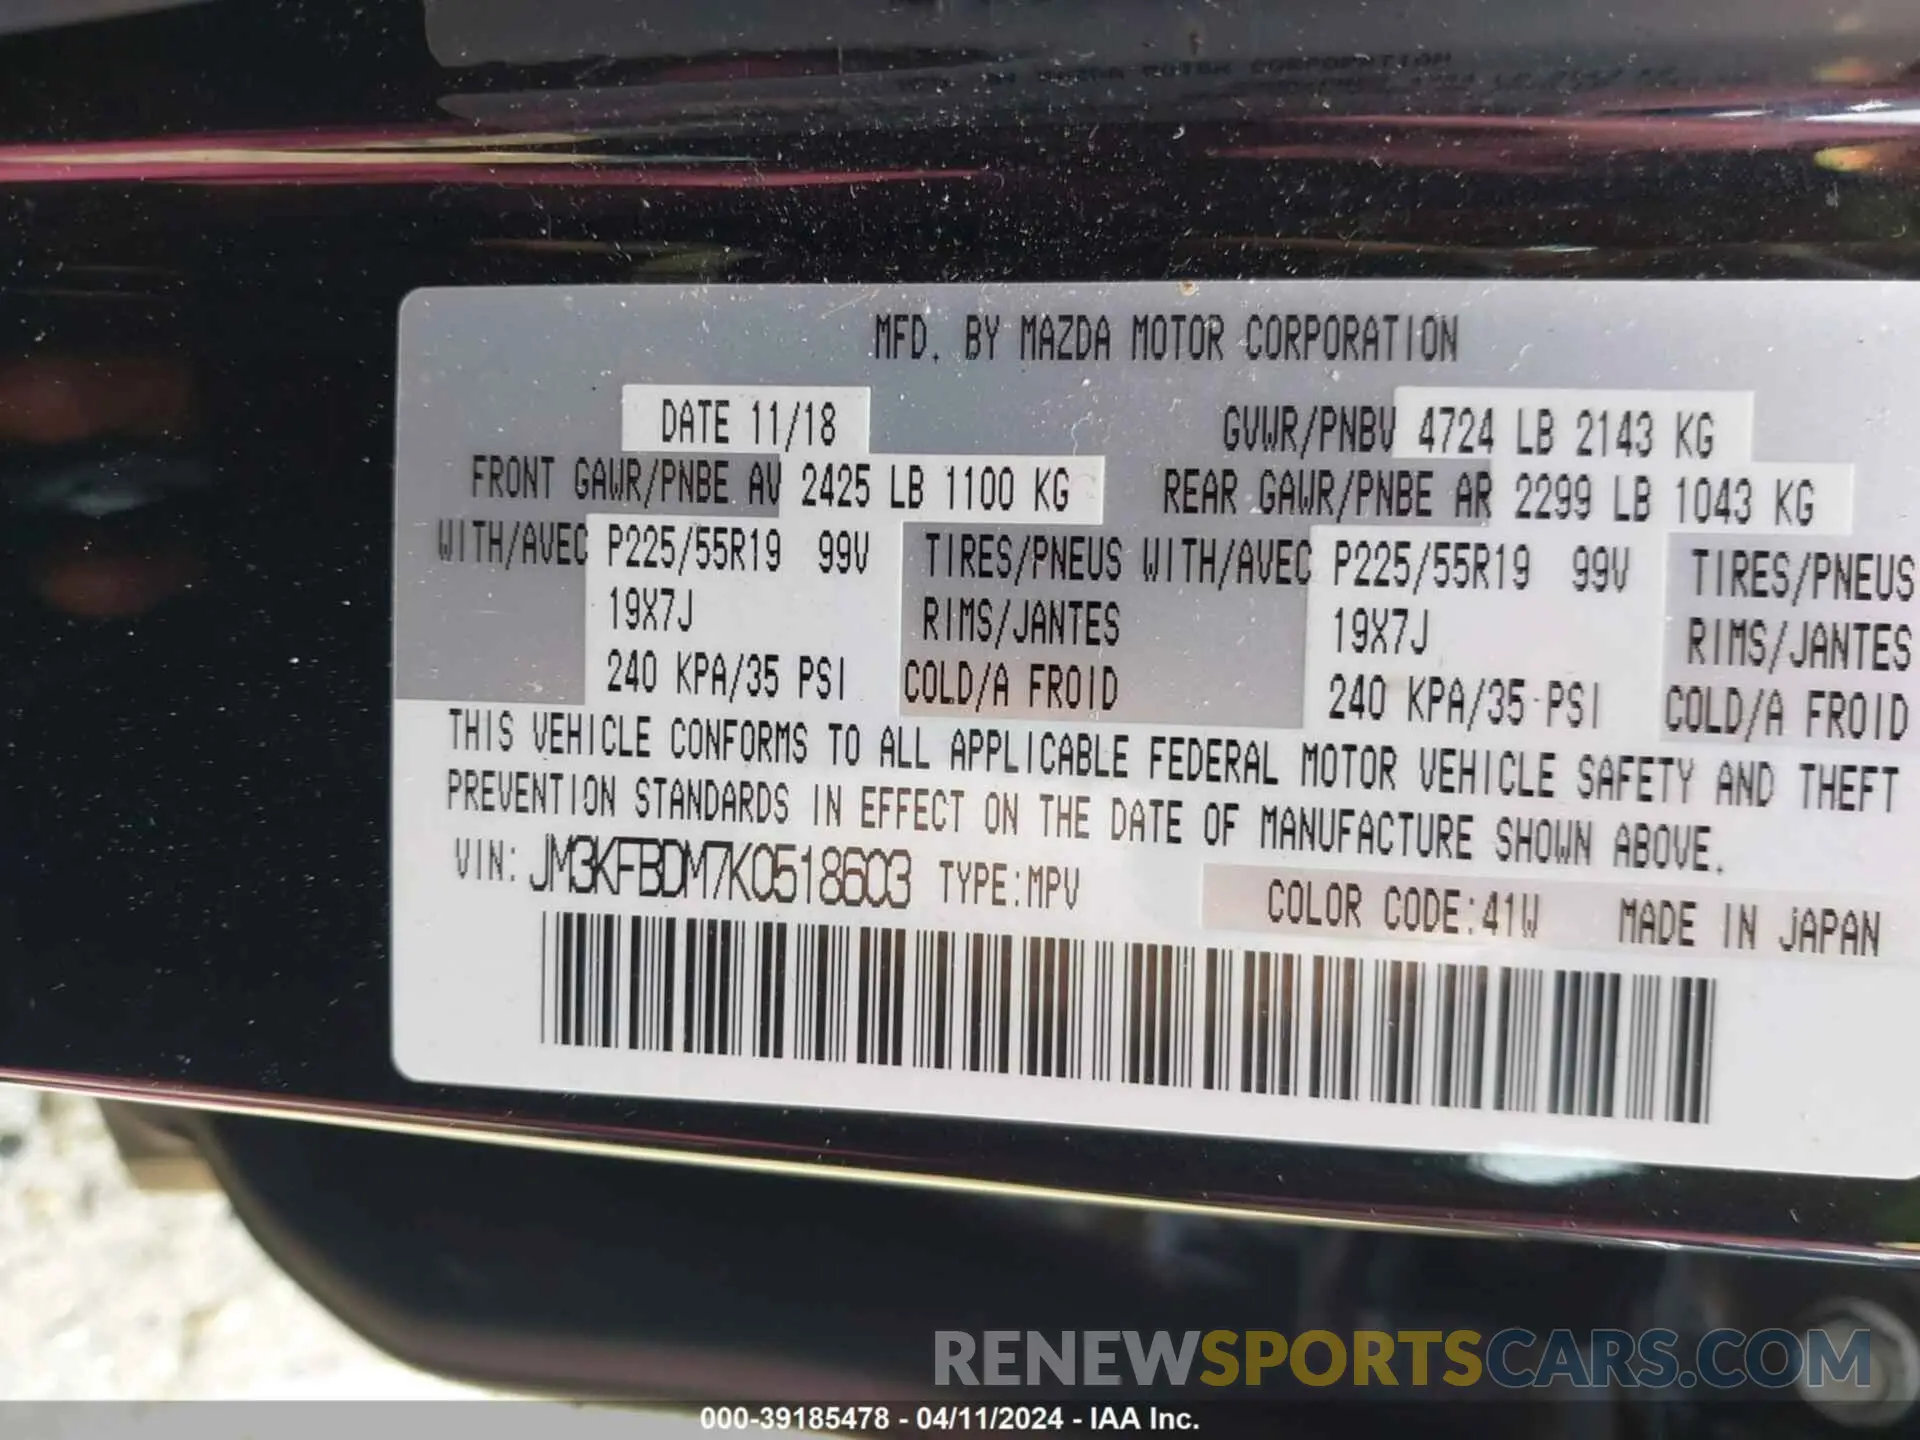 MFD. BY MAZDA MOTOR CORPORATION
DATE 11/18 GVWR/PNBV 4724 LB 2143 KG
FRONT GAWR/PNBE AV 2425 LB 1100 KG REAR GAWR/PNBE AR 2299 LB 1043 KG
WITH/AVEC P225/55R19 99V TIRES/PNEUS WITH/AVEC P225/55R19 99V TIRES/PNEUS
19X7J RIMS/JANTES 19X7J RIMS/JANTES
240 KPA/35 PSI COLD/A FROID 240 KPA/35 PSI COLD/A FROID
THIS VEHICLE CONFORMS TO ALL APPLICABLE FEDERAL MOTOR VEHICLE SAFETY AND THEFT
PREVENTION STANDARDS IN EFFECT ON THE DATE OF MANUFACTURE SHOWN ABOVE.
VIN: JM3KFBDM7K0518603 TYPE:MPV COLOR CODE:41W MADE IN JAPAN
RENEWSPORTSCARS.COM
000-39185478 - 04/11/2024 - IAA Inc.